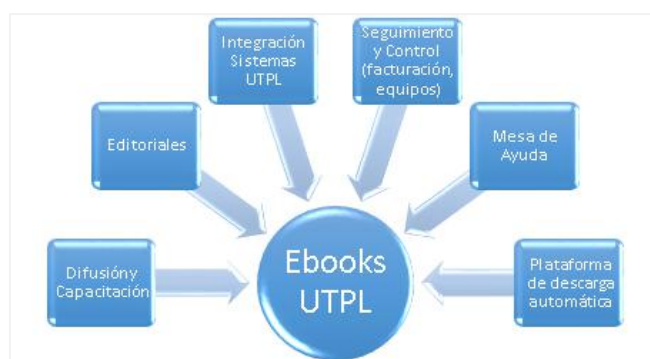 Integración
Sistemas
UTPL
Seguimiento
y Control
(facturación,
equipos)
Editoriales
Mesa de
Ayuda
Difusióny
Capacitación
Ebooks
UTPL
Plataforma
de descarga
automática